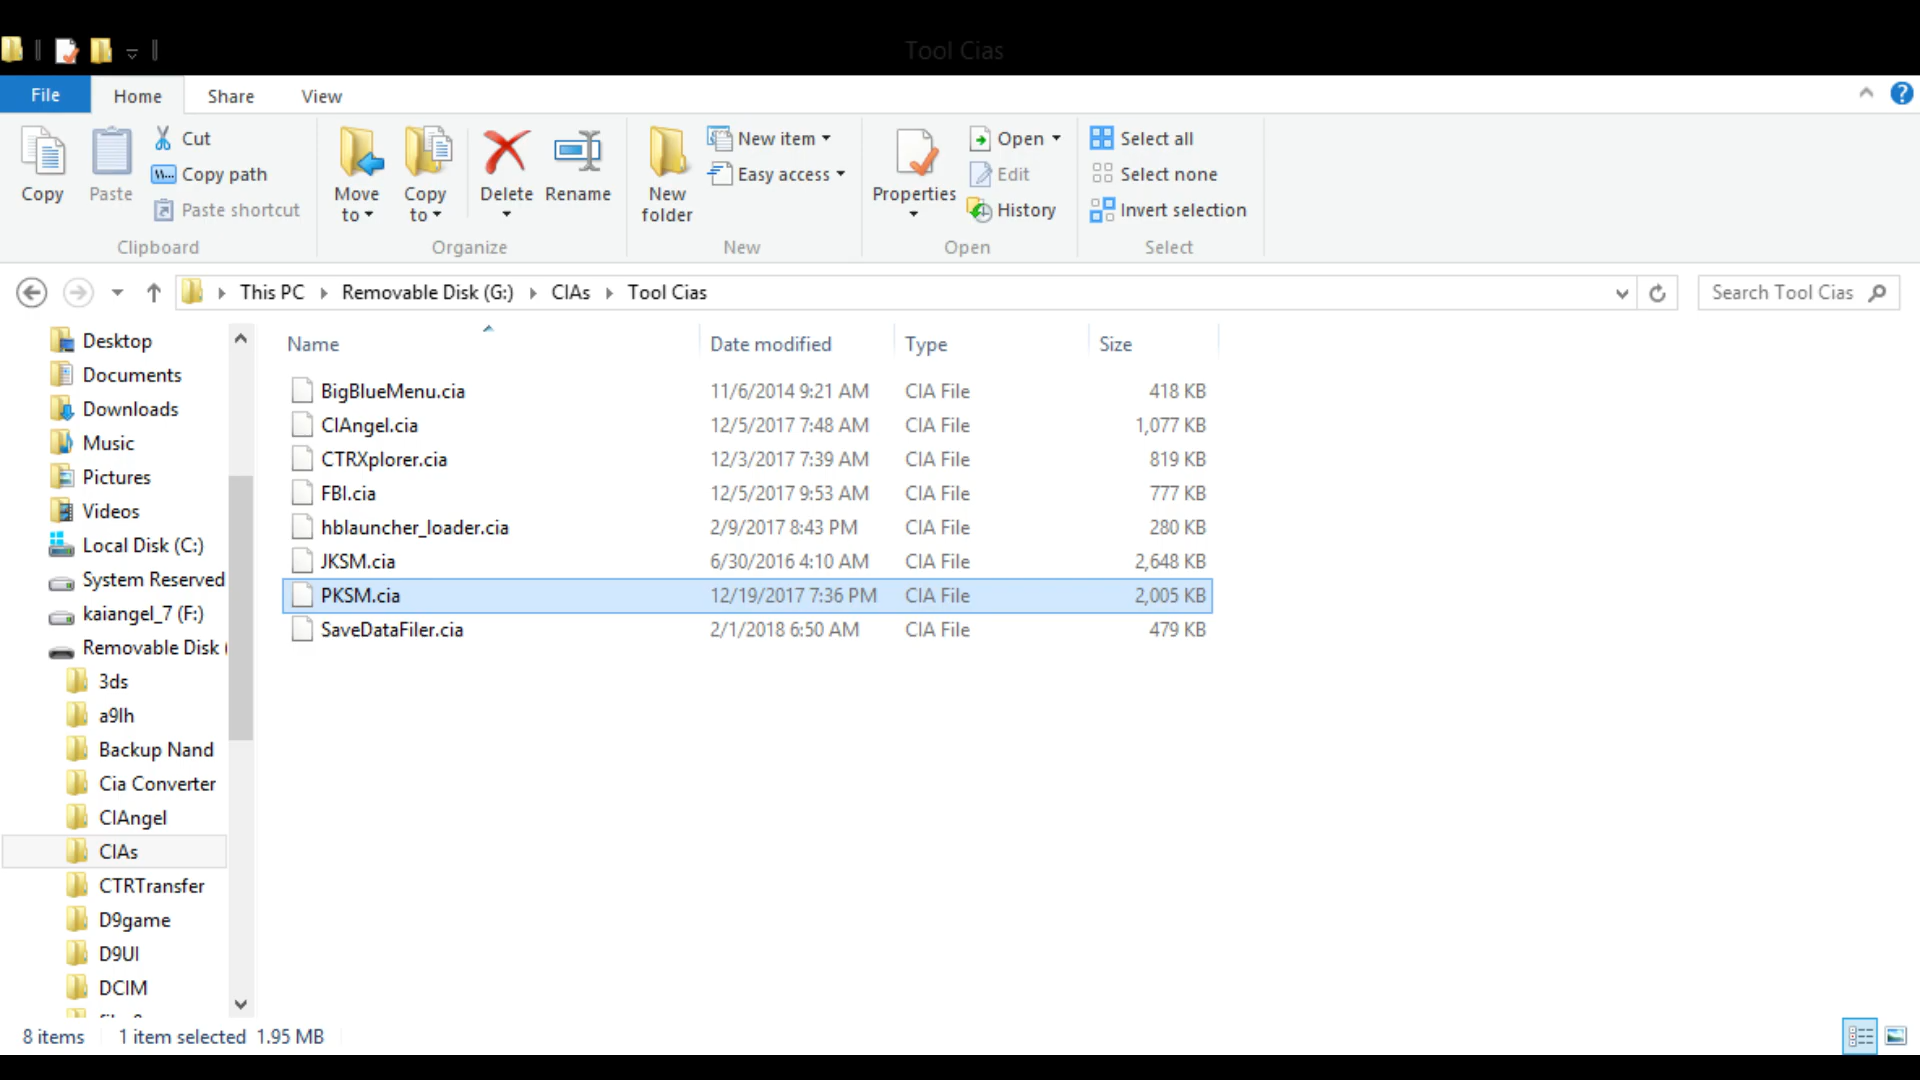 Tool Cias
File Home Share View
Copy
Paste
Cut
Copy path
Paste shortcut
Clipboard
Move to
Copy to
Delete
Rename
Organize
New folder
New item
Easy access
New
Properties
Open
Edit
History
Open
Select all
Select none
Invert selection
Select
This PC Removable Disk (G:) CIAs Tool Cias
Search Tool Cias
Desktop
Documents
Downloads
Music
Pictures
Videos
Local Disk (C:)
System Reserved
kaiangel_7 (F:)
Removable Disk (
3ds
a9lh
Backup Nand
Cia Converter
CIAngel
CIAs
CTRTransfer
D9game
D9UI
DCIM
Name Date modified Type Size
BigBlueMenu.cia 11/6/2014 9:21 AM CIA File 418 KB
CIAngel.cia 12/5/2017 7:48 AM CIA File 1,077 KB
CTRXplorer.cia 12/3/2017 7:39 AM CIA File 819 KB
FBI.cia 12/5/2017 9:53 AM CIA File 777 KB
hblauncher_loader.cia 2/9/2017 8:43 PM CIA File 280 KB
JKSM.cia 6/30/2016 4:10 AM CIA File 2,648 KB
PKSM.cia 12/19/2017 7:36 PM CIA File 2,005 KB
SaveDataFiler.cia 2/1/2018 6:50 AM CIA File 479 KB
8 items 1 item selected 1.95 MB